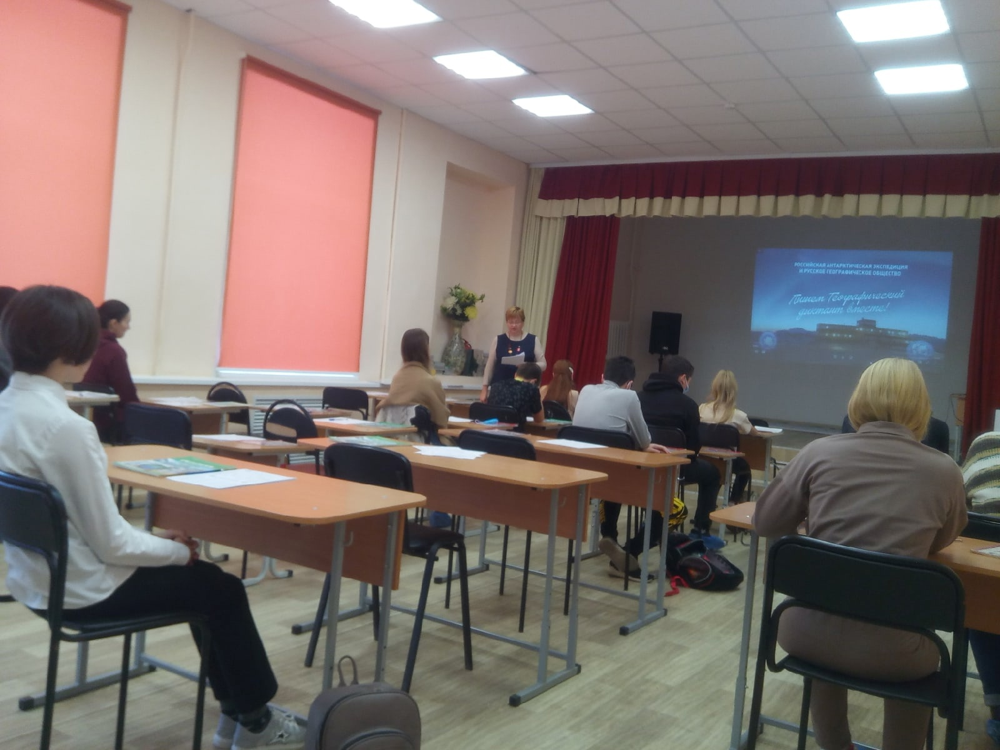 РОССИЙСКАЯ АНТАРКТИЧЕСКАЯ ЭКСПЕДИЦИЯ
И РУССКОЕ ГЕОГРАФИЧЕСКОЕ ОБЩЕСТВО
Пишем Географический
диктант вместе!